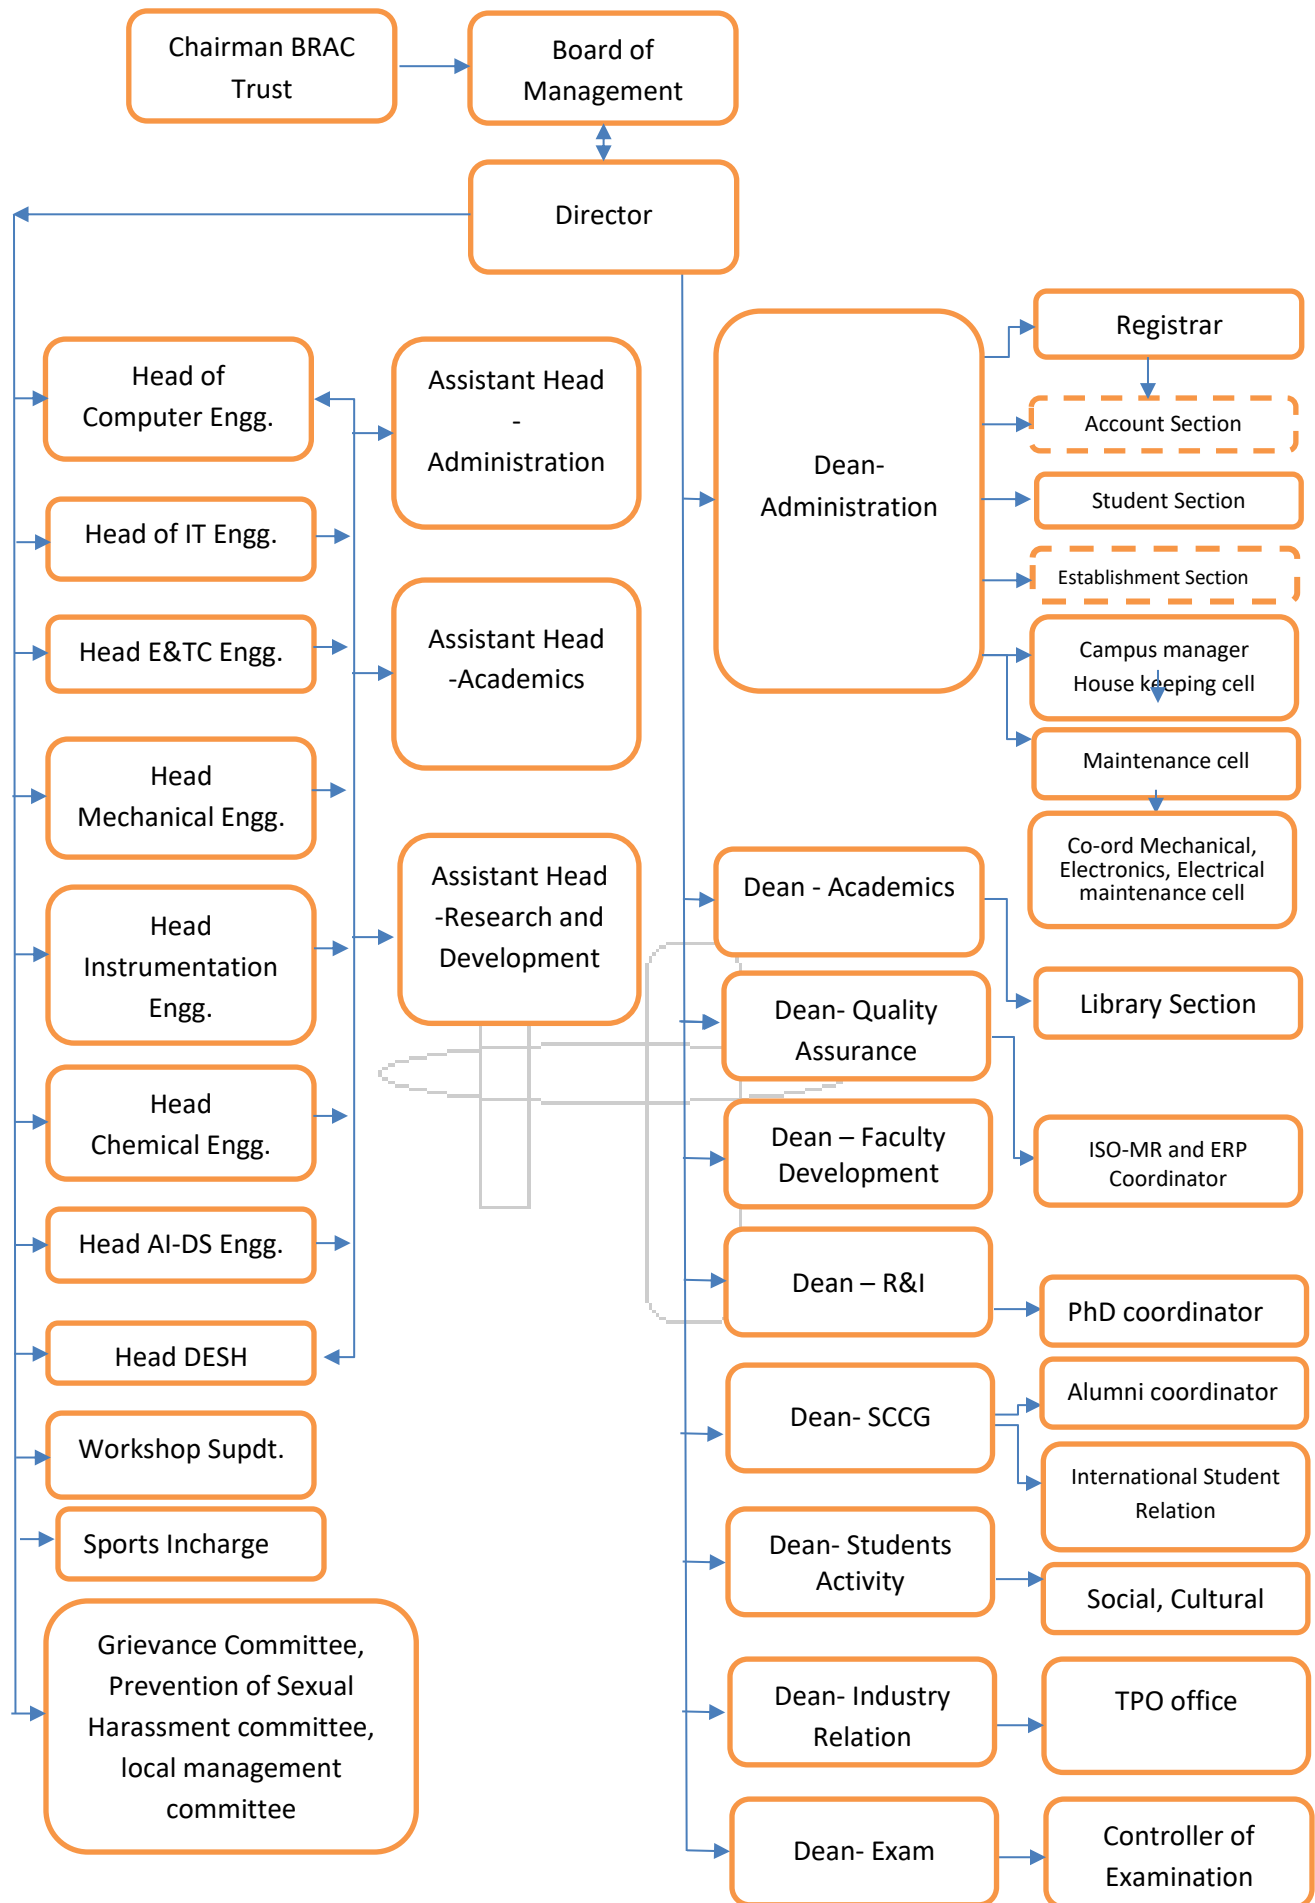 Chairman BRAC
Trust
Board of
Management
Director
Head of
Computer Engg.
Head of IT Engg.
Head E&TC Engg.
Head
Mechanical Engg.
Head
Instrumentation
Engg.
Head
Chemical Engg.
Head AI-DS Engg.
Head DESH
Workshop Supdt.
Sports Incharge
Grievance Committee,
Prevention of Sexual
Harassment committee,
local management
committee
Assistant Head
-
Administration
Assistant Head
-Academics
Assistant Head
-Research and
Development
Dean-
Administration
Registrar
Account Section
Student Section
Establishment Section
Campus manager
House keeping cell
Maintenance cell
Co-ord Mechanical,
Electronics, Electrical
maintenance cell
Dean - Academics
Library Section
Dean- Quality
Assurance
ISO-MR and ERP
Coordinator
Dean – Faculty
Development
Dean – R&I
PhD coordinator
Dean- SCCG
Alumni coordinator
International Student
Relation
Dean- Students
Activity
Social, Cultural
Dean- Industry
Relation
TPO office
Dean- Exam
Controller of
Examination